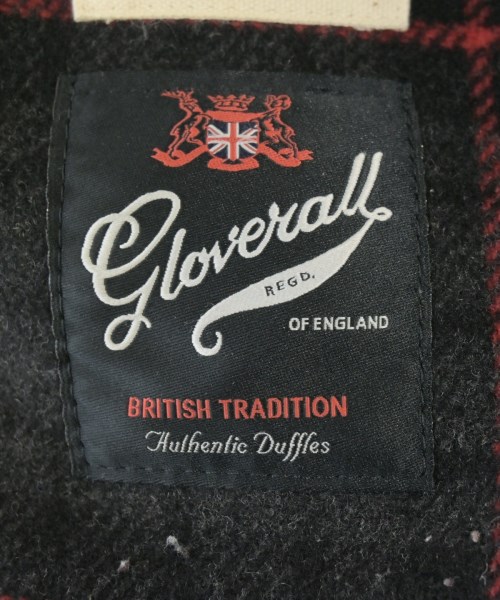 Gloverall
REGD.
OF ENGLAND
BRITISH TRADITION
Authentic Duffles